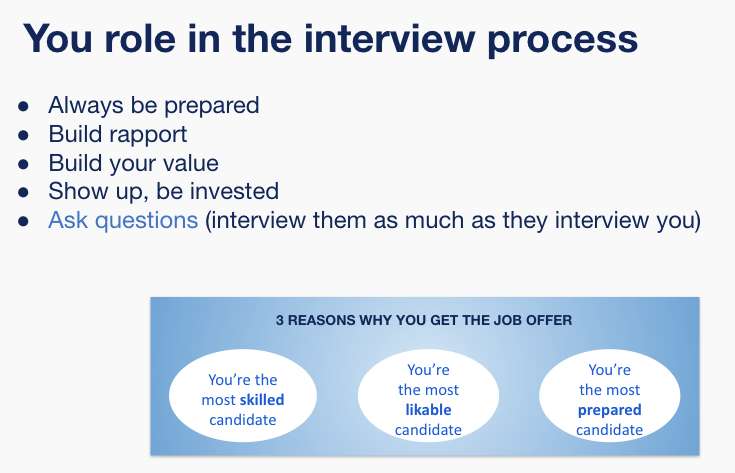 You role in the interview process
● Always be prepared
● Build rapport
● Build your value
● Show up, be invested
● Ask questions (interview them as much as they interview you)
3 REASONS WHY YOU GET THE JOB OFFER
You’re the
most skilled
candidate
You’re
the most
likable
candidate
You’re
the most
prepared
candidate